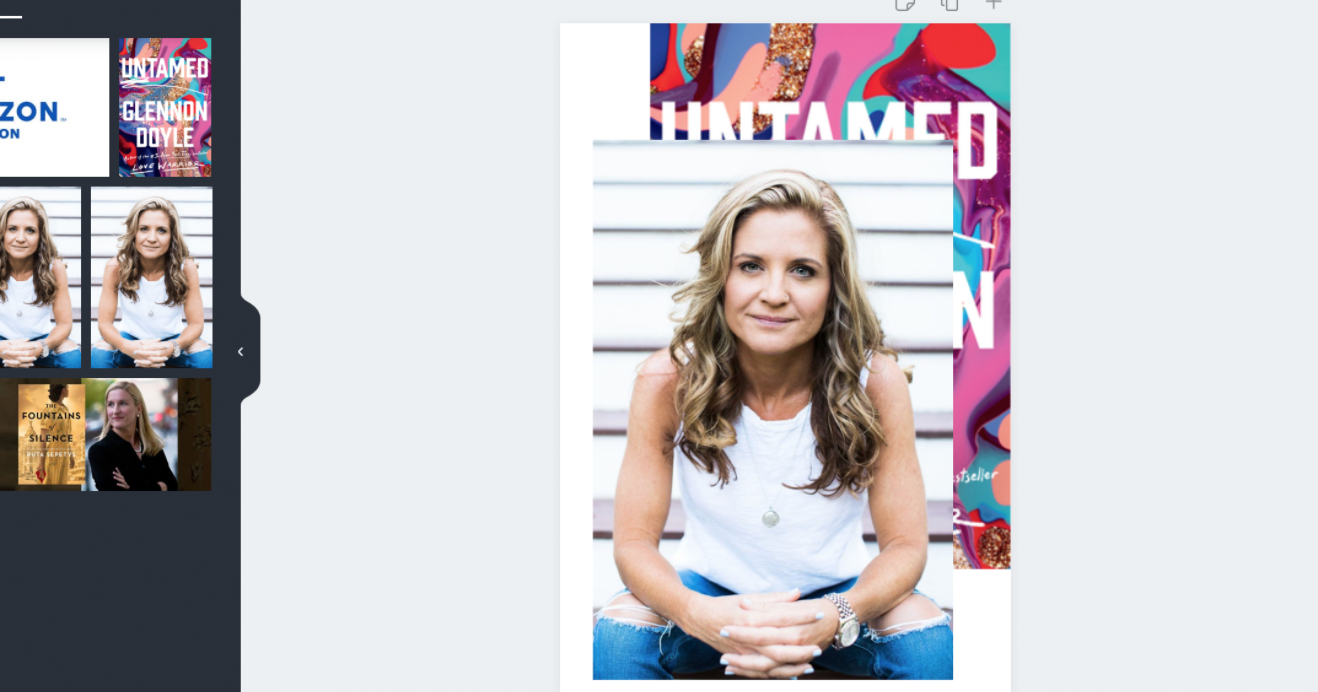 ZON
ON
UNTAMED
GLENNON
DOYLE
LOVE WARRIOR
THE
FOUNTAINS
of
SILENCE
RUTA SEPETYS
UNTAMED
N
stseller